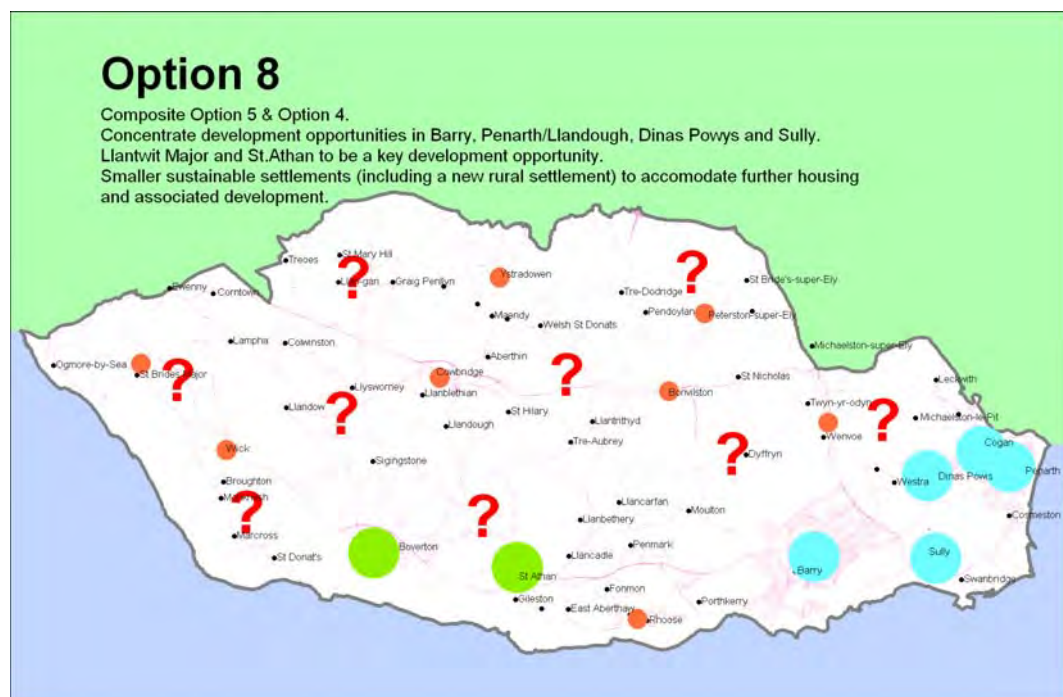 Option 8
Composite Option 5 & Option 4.
Concentrate development opportunities in Barry, Penarth/Llandough, Dinas Powys and Sully.
Llantwit Major and St.Athan to be a key development opportunity.
Smaller sustainable settlements (including a new rural settlement) to accomodate further housing
and associated development.
St Mary Hill
Treoes
?
?
Ystradowen
St Bride's-super-Ely
Graig Penllyn
Corntown
Tre-Dodridge
Pendoylan
Peterston-super-Ely
Maendy
Welsh St Donats
Lampha
Colwinston
Michaelston-super-Ely
Aberthin
Ogmore-by-Sea
St Brides Major
?
?
Cowbridge
St Nicholas
Leckwith
Llysworney
Llanblethian
Bonvilston
Twyn-yr-odyn
?
Llandow
?
St Hilary
Llantrithyd
Michaelston-le-Pit
Llandough
Tre-Aubrey
Wenvoe
Cogan
Wick
?
Dyffryn
Sigingstone
Penarth
Dinas Powys
Westra
Broughton
?
?
Llancarfan
Moulton
Llanbethery
Cosmeston
Marcross
Boverton
Penmark
St Donat's
Llancadle
Sully
Barry
St Athan
Swanbridge
Fonmon
Gileston
Porthkerry
East Aberthaw
Rhoose